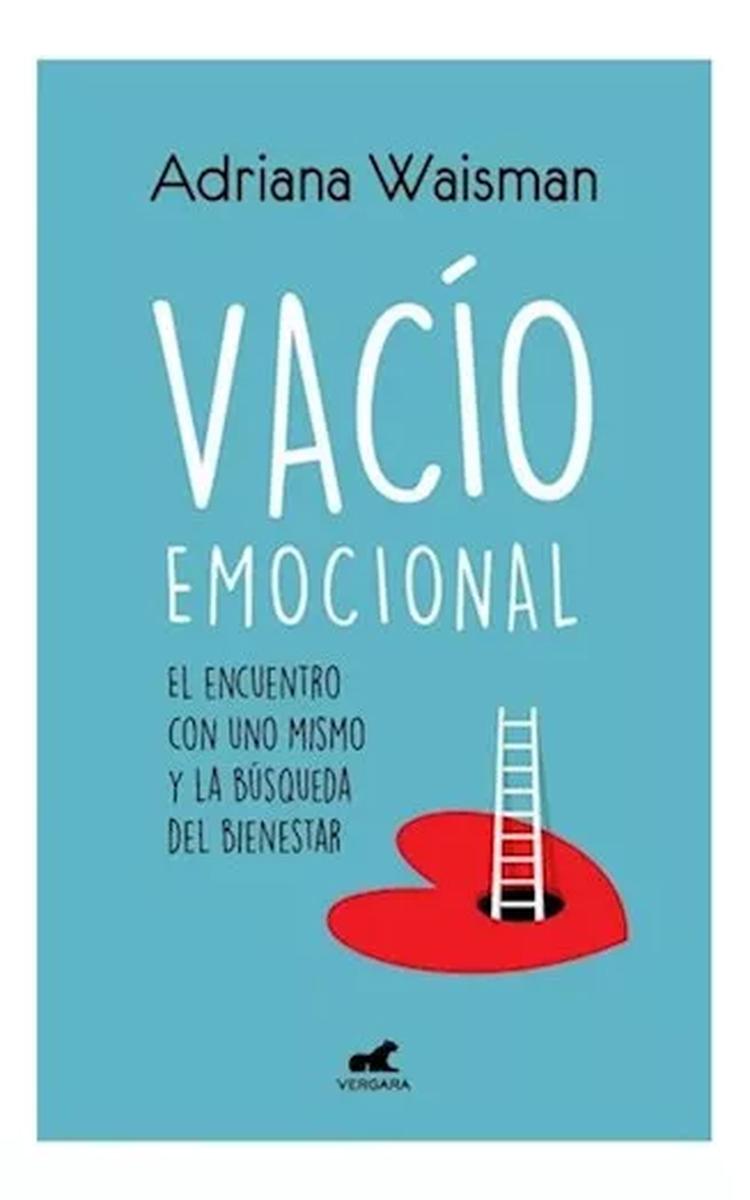 Adriana Waisman
VACÍO
EMOCIONAL
EL ENCUENTRO
CON UNO MISMO
Y LA BÚSQUEDA
DEL BIENESTAR
VERGARA